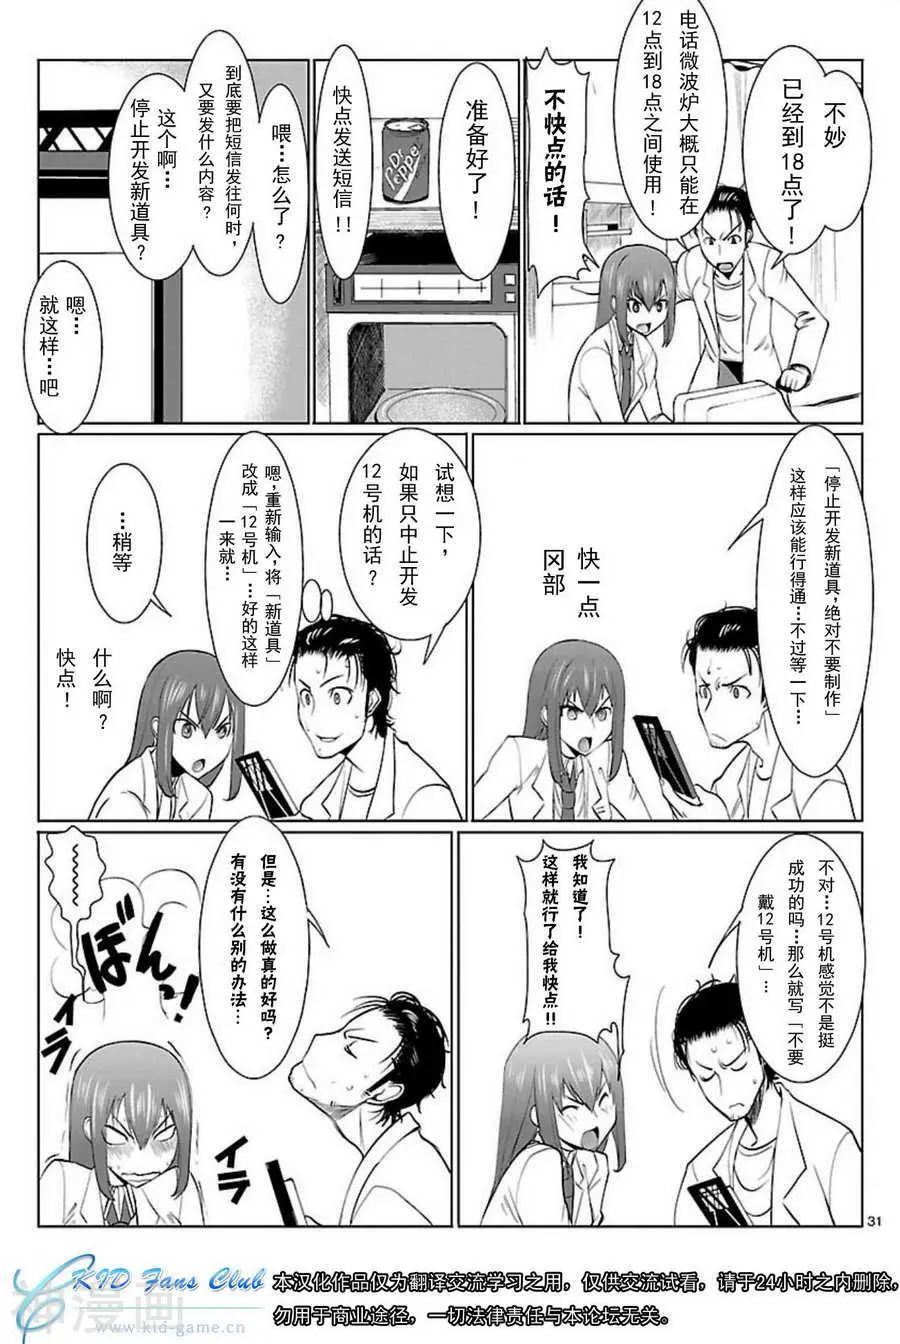 不妙
已经到18点了！
电话微波炉大概只能在
12点到18点之间使用！
不快点的话！
准备好了！
Dr
Pepper
快点发送短信！！
喂…怎么了？
到底要把短信发往何时，
又要发什么内容？
这个啊…
停止开发新道具？
嗯…
就这样…吧
「停止开发新道具，绝对不要制作」
这样应该能行得通…不过等一下…
快一点
冈部
试想一下，
如果只中止开发
12号机的话？
嗯，重新输入，将「新道具」
改成「12号机」…好的这样
一来就…
…稍等
什么啊？
快点！
不对…12号机感觉不是挺
成功的吗…那么就写「不要
戴12号机」…
我知道了！
这样就行了给我快点！！
但是…这么做真的好吗？
有没有什么别的办法…
ぼんっ！
イライラ
31
KID Fans Club
www.kid-game.cn
本汉化作品仅为翻译交流学习之用，仅供交流试看，请于24小时之内删除，
勿用于商业途径，一切法律责任与本论坛无关。